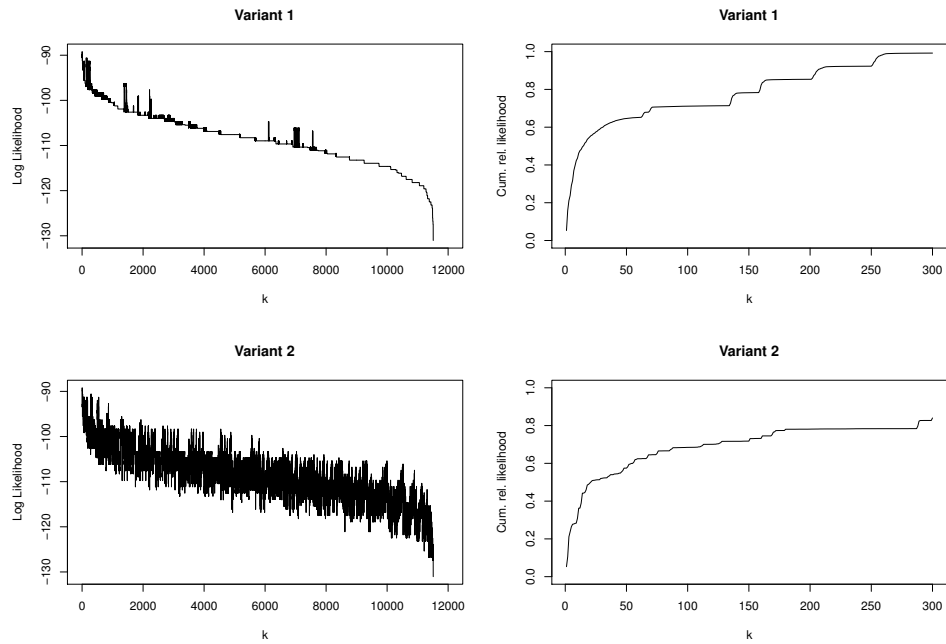 Variant 1
Log Likelihood
−90
−100
−110
−120
−130
0 2000 4000 6000 8000 10000 12000
k
Variant 1
Cum. rel. likelihood
1.0
0.8
0.6
0.4
0.2
0.0
0 50 100 150 200 250 300
k
Variant 2
Log Likelihood
−90
−100
−110
−120
−130
0 2000 4000 6000 8000 10000 12000
k
Variant 2
Cum. rel. likelihood
1.0
0.8
0.6
0.4
0.2
0.0
0 50 100 150 200 250 300
k